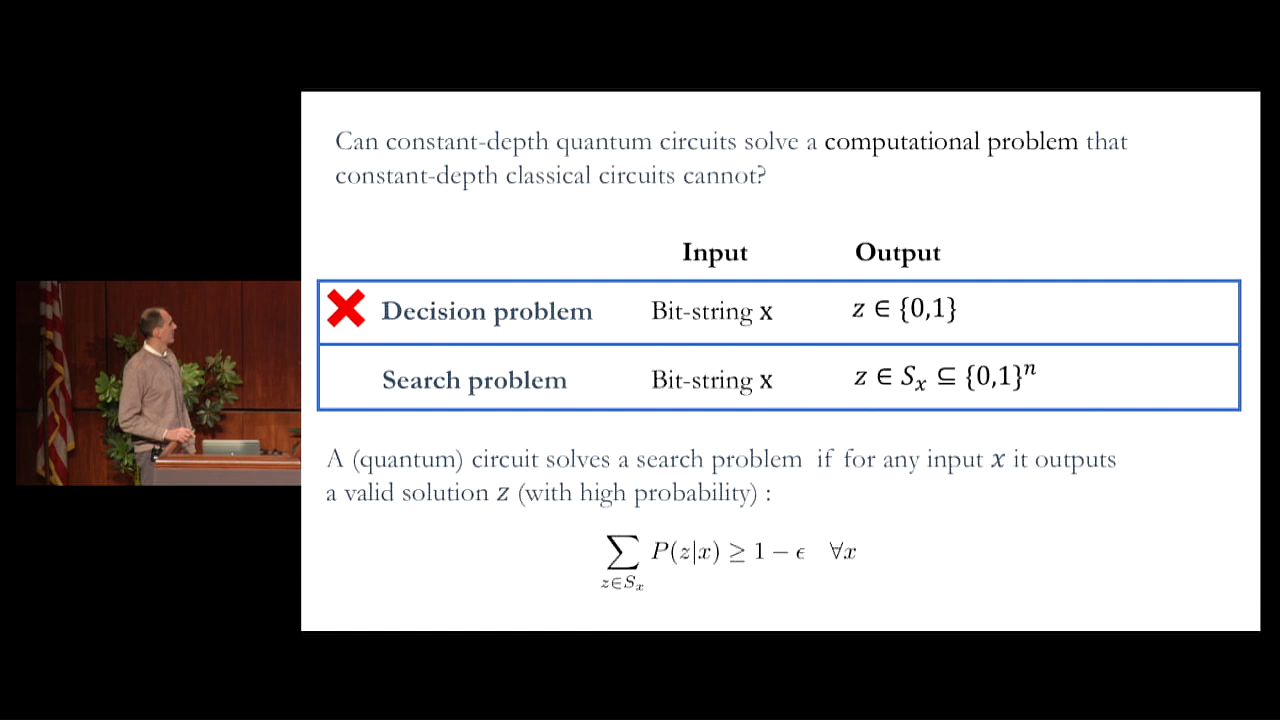 Can constant-depth quantum circuits solve a computational problem that
constant-depth classical circuits cannot?
Input Output
Decision problem Bit-string x z ∈ {0,1}
Search problem Bit-string x z ∈ Sₓ ⊆ {0,1}ⁿ
A (quantum) circuit solves a search problem if for any input x it outputs
a valid solution z (with high probability) :
∑ P(z|x) ≥ 1 − ϵ ∀x
z∈Sₓ